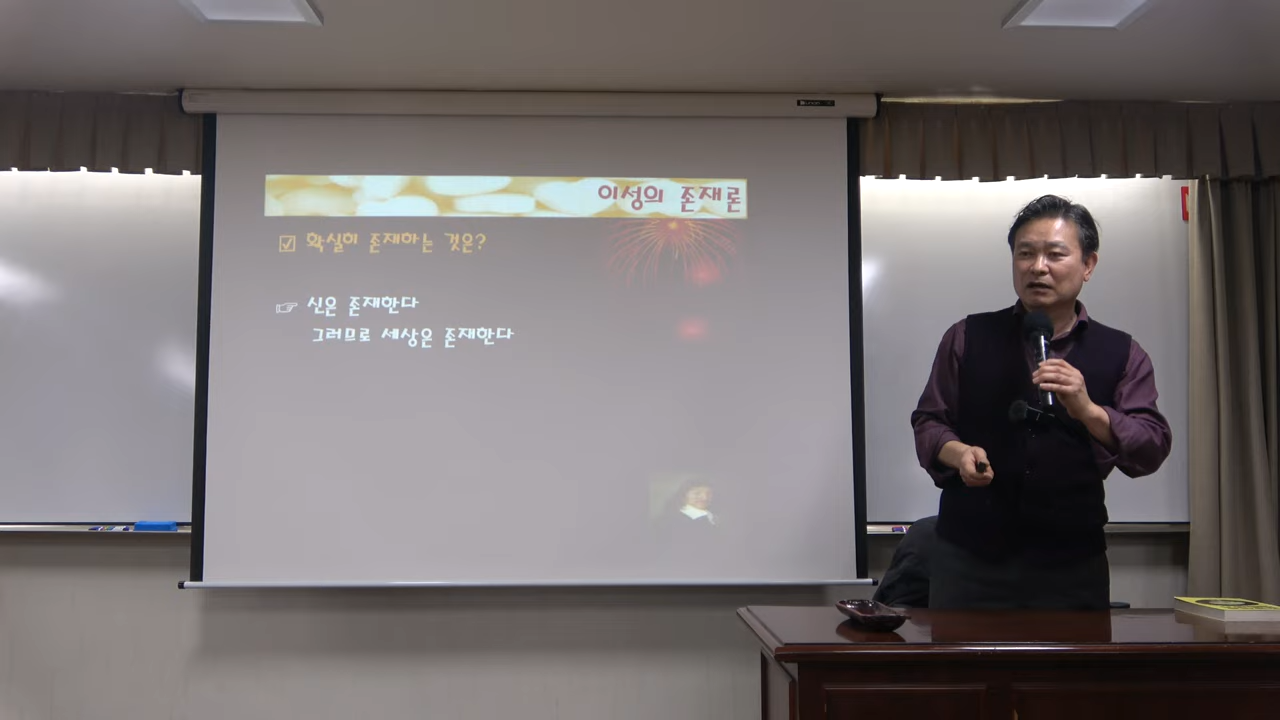 이성의 존재론
☑ 확실히 존재하는 것은?
☞ 신은 존재한다
그러므로 세상은 존재한다